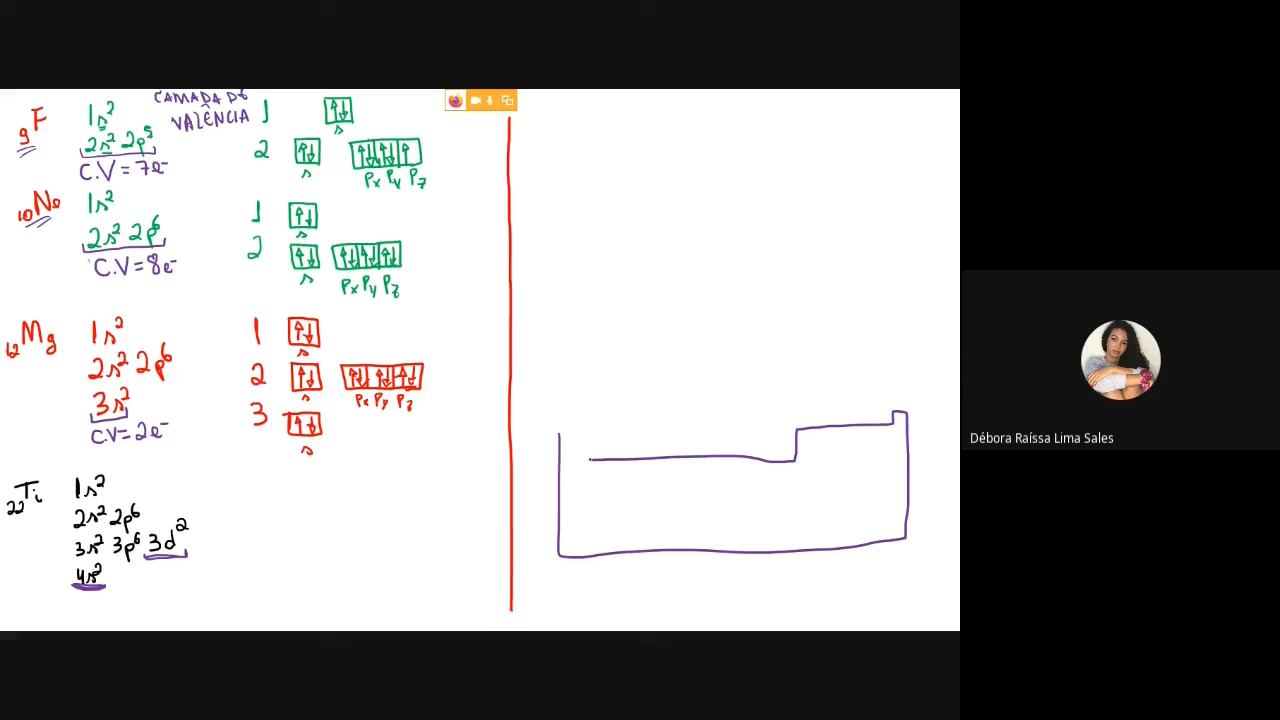 CAMADA DE
VALÊNCIA
9F 1s² 1 ↑↓
s
2s² 2p⁵ 2 ↑↓ ↑↓ ↑↓ ↑
s Px Py Pz
C.V = 7e-
10Ne 1s² 1 ↑↓
s
2s² 2p⁶ 2 ↑↓ ↑↓ ↑↓ ↑↓
s Px Py Pz
C.V = 8e-
12Mg 1s² 1 ↑↓
s
2s² 2p⁶ 2 ↑↓ ↑↓ ↑↓ ↑↓
s Px Py Pz
3s² 3 ↑↓
s
C.V = 2e-
22Ti 1s²
2s² 2p⁶
3s² 3p⁶ 3d²
4s²
Débora Raíssa Lima Sales